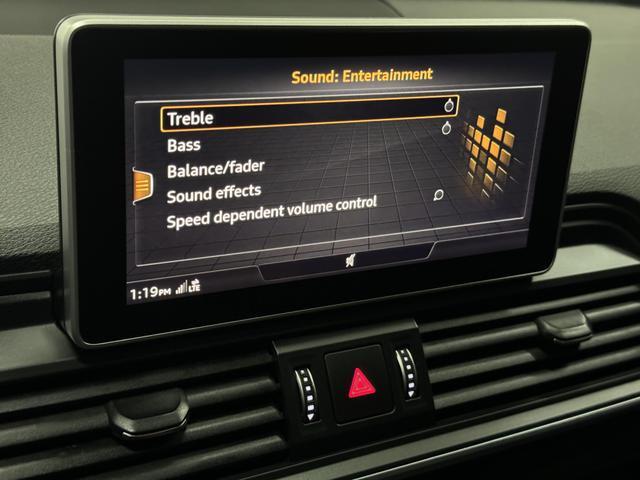 Sound: Entertainment
Treble
Bass
Balance/fader
Sound effects
Speed dependent volume control
1:19PM LTE